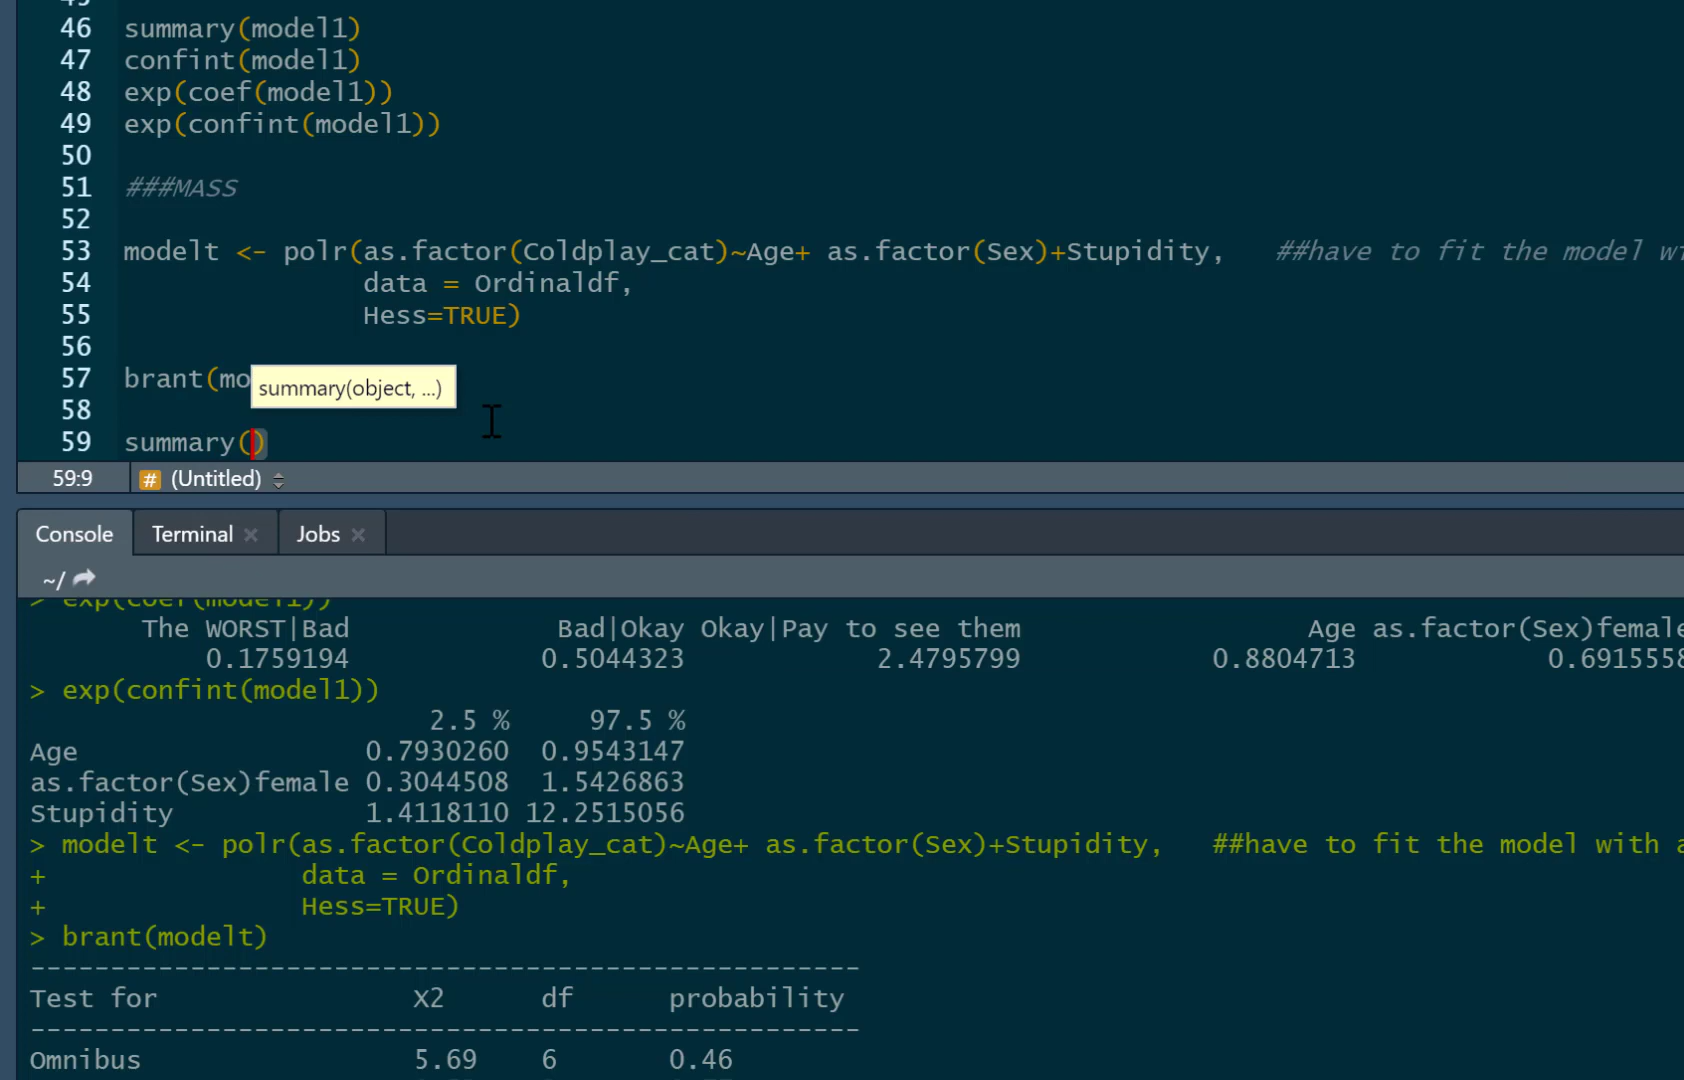 46 summary(model1)
47 confint(model1)
48 exp(coef(model1))
49 exp(confint(model1))
50
51 ###MASS
52
53 modelt <- polr(as.factor(Coldplay_cat)~Age+ as.factor(Sex)+Stupidity, ##have to fit the model
54 data = Ordinaldf,
55 Hess=TRUE)
56
57 brant(mo
summary(object, ...)
58
59 summary()
59:9 # (Untitled)
Console Terminal × Jobs ×
~/
> exp(coef(model1))
The WORST|Bad Bad|Okay Okay|Pay to see them Age as.factor(Sex)female
0.1759194 0.5044323 2.4795799 0.8804713 0.6915558
> exp(confint(model1))
2.5 % 97.5 %
Age 0.7930260 0.9543147
as.factor(Sex)female 0.3044508 1.5426863
Stupidity 1.4118110 12.2515056
> modelt <- polr(as.factor(Coldplay_cat)~Age+ as.factor(Sex)+Stupidity, ##have to fit the model with a
+ data = Ordinaldf,
+ Hess=TRUE)
> brant(modelt)
----------------------------------------------------
Test for X2 df probability
----------------------------------------------------
Omnibus 5.69 6 0.46